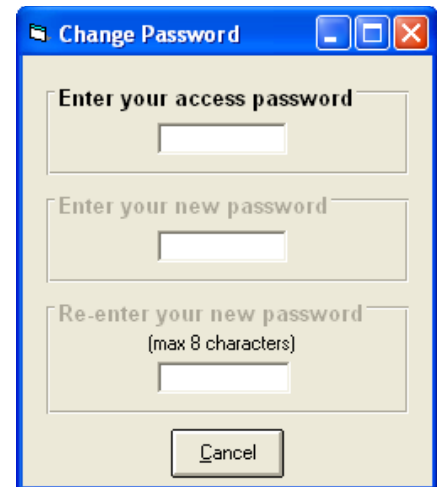 Change Password
Enter your access password
Enter your new password
Re-enter your new password
(max 8 characters)
Cancel